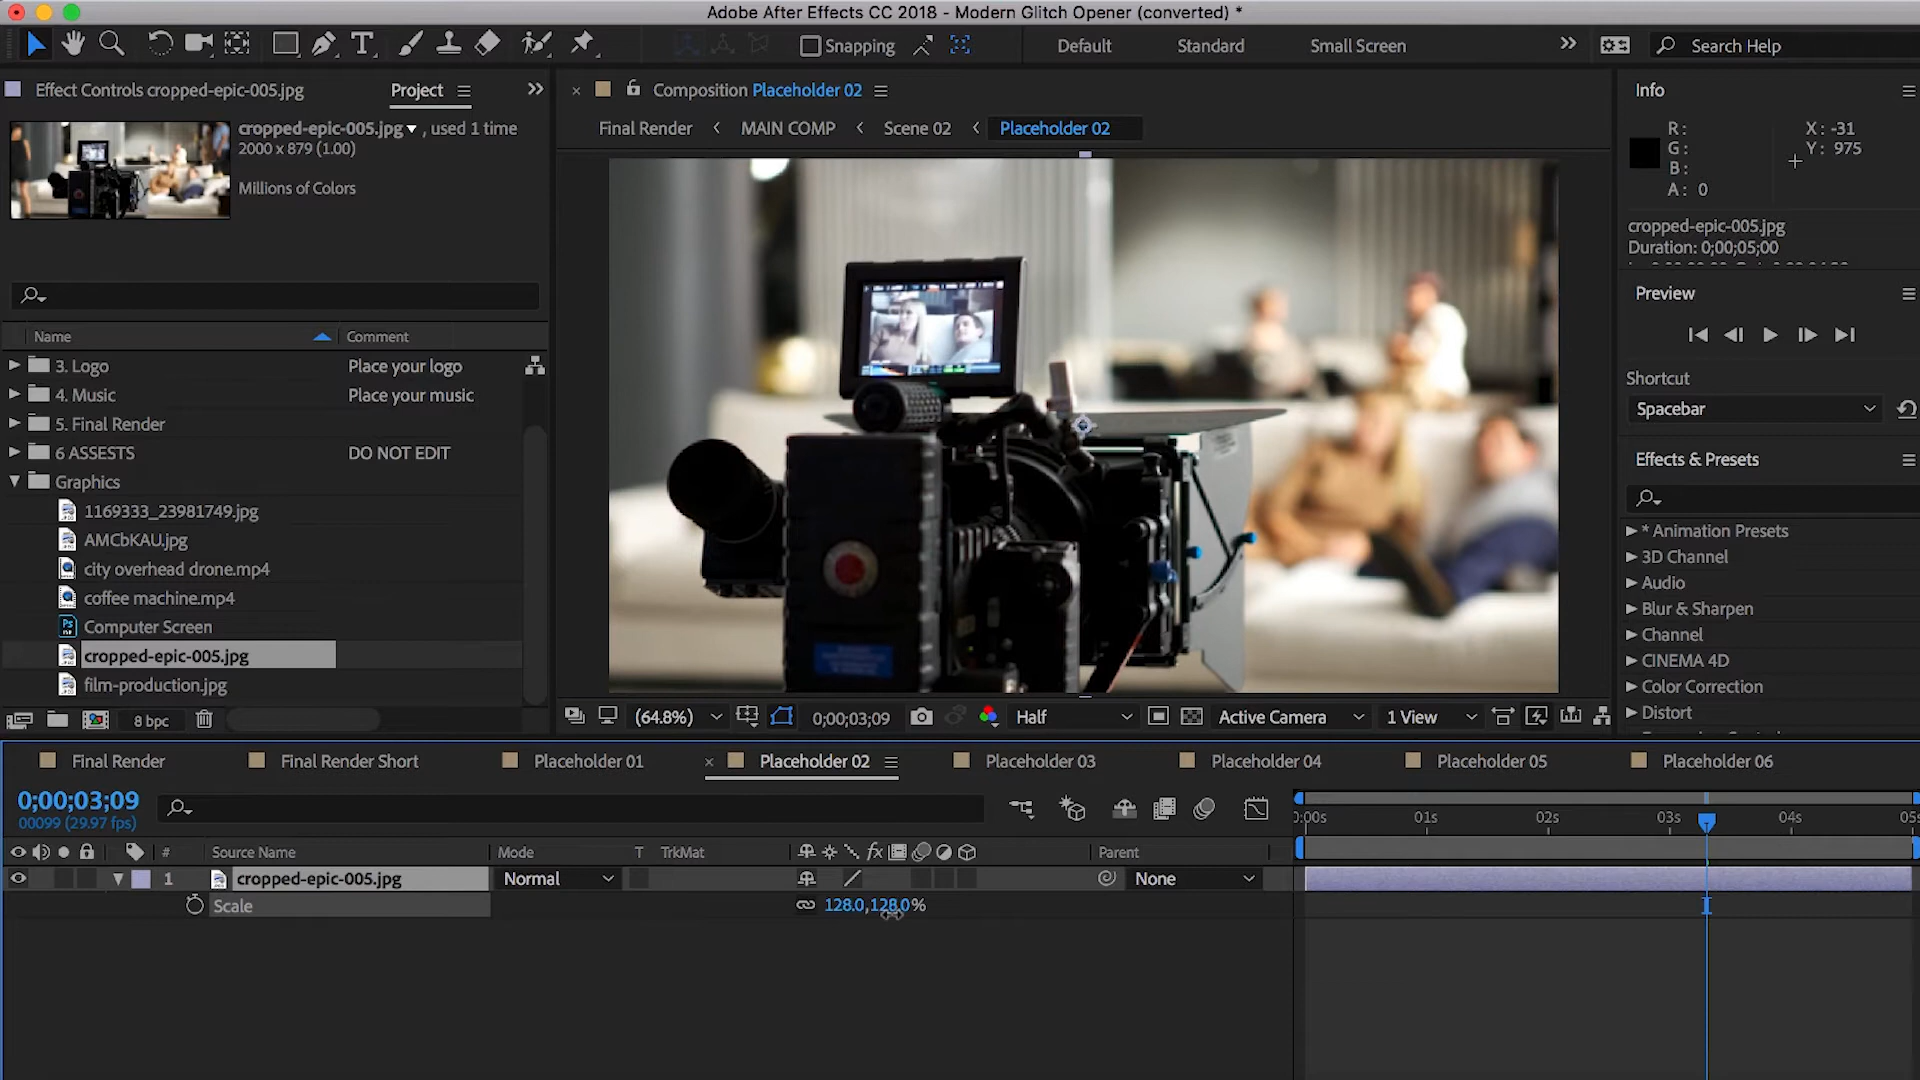 Adobe After Effects CC 2018 - Modern Glitch Opener (converted) *
Snapping
Default
Standard
Small Screen
Search Help
Effect Controls cropped-epic-005.jpg
Project
cropped-epic-005.jpg , used 1 time
2000 x 879 (1.00)
Millions of Colors
Name
Comment
3. Logo
Place your logo
4. Music
Place your music
5. Final Render
6 ASSESTS
DO NOT EDIT
Graphics
1169333_23981749.jpg
AMCbKAU.jpg
city overhead drone.mp4
coffee machine.mp4
Computer Screen
cropped-epic-005.jpg
film-production.jpg
8 bpc
Composition Placeholder 02
Final Render
MAIN COMP
Scene 02
Placeholder 02
(64.8%)
0;00;03;09
Half
Active Camera
1 View
Info
R:
G:
B:
A: 0
X: -31
Y: 975
cropped-epic-005.jpg
Duration: 0;00;05;00
Preview
Shortcut
Spacebar
Effects & Presets
* Animation Presets
3D Channel
Audio
Blur & Sharpen
Channel
CINEMA 4D
Color Correction
Distort
Final Render
Final Render Short
Placeholder 01
Placeholder 02
Placeholder 03
Placeholder 04
Placeholder 05
Placeholder 06
0;00;03;09
00099 (29.97 fps)
:00s
01s
02s
03s
04s
05s
#
Source Name
Mode
T
TrkMat
fx
Parent
1
cropped-epic-005.jpg
Normal
None
Scale
128.0,128.0%